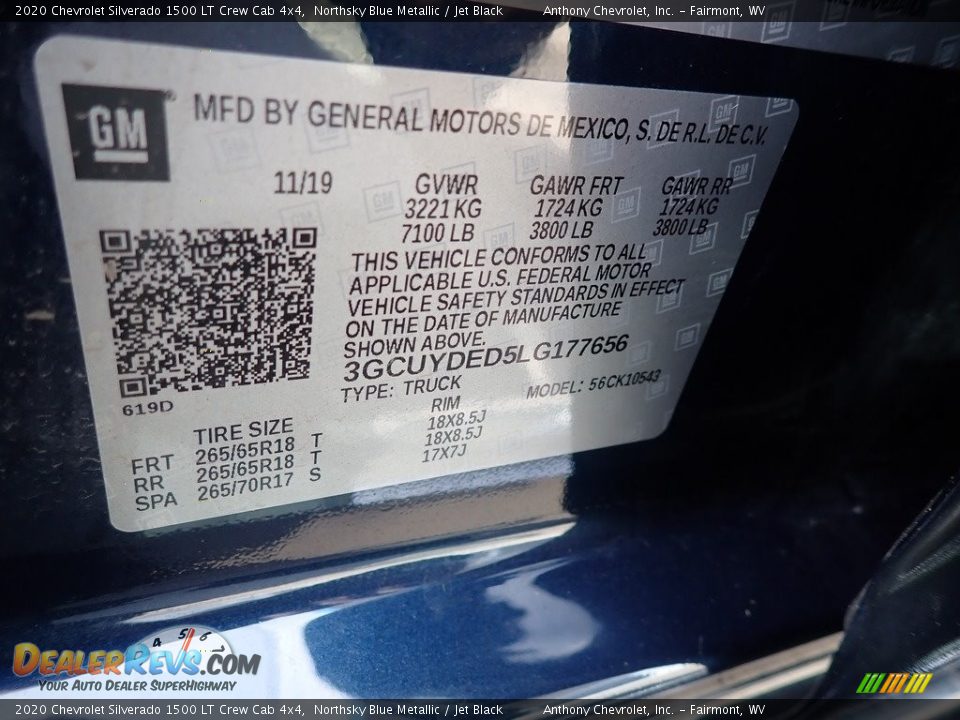 2020 Chevrolet Silverado 1500 LT Crew Cab 4x4, Northsky Blue Metallic / Jet Black Anthony Chevrolet, Inc. - Fairmont, WV
GM
MFD BY GENERAL MOTORS DE MEXICO, S. DE R.L. DE C.V.
11/19 GVWR GAWR FRT GAWR RR
3221 KG 1724 KG 1724 KG
7100 LB 3800 LB 3800 LB
THIS VEHICLE CONFORMS TO ALL
APPLICABLE U.S. FEDERAL MOTOR
VEHICLE SAFETY STANDARDS IN EFFECT
ON THE DATE OF MANUFACTURE
SHOWN ABOVE.
3GCUYDED5LG177656
TYPE: TRUCK MODEL: 56CK10543
619D
TIRE SIZE RIM
FRT 265/65R18 T 18X8.5J
RR 265/65R18 T 18X8.5J
SPA 265/70R17 S 17X7J
4 5 6
DEALERREVS.COM
YOUR AUTO DEALER SUPERHIGHWAY
2020 Chevrolet Silverado 1500 LT Crew Cab 4x4, Northsky Blue Metallic / Jet Black Anthony Chevrolet, Inc. - Fairmont, WV